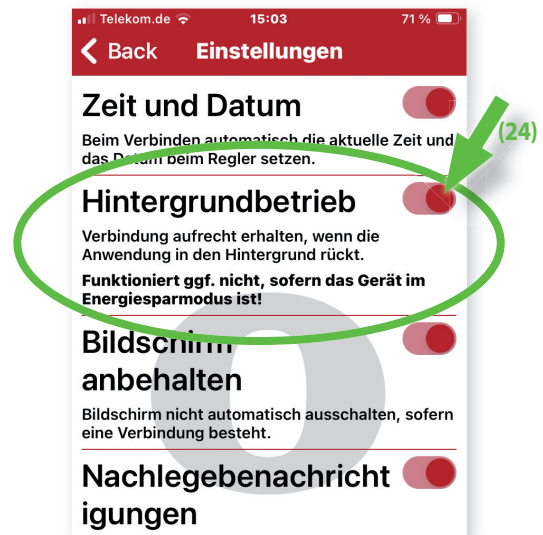 Telekom.de 15:03 71 %
Back Einstellungen
Zeit und Datum
Beim Verbinden automatisch die aktuelle Zeit und
das Datum beim Regler setzen.
(24)
Hintergrundbetrieb
Verbindung aufrecht erhalten, wenn die
Anwendung in den Hintergrund rückt.
Funktioniert ggf. nicht, sofern das Gerät im
Energiesparmodus ist!
Bildschirm
anbehalten
Bildschirm nicht automatisch ausschalten, sofern
eine Verbindung besteht.
Nachlegebenachricht
igungen